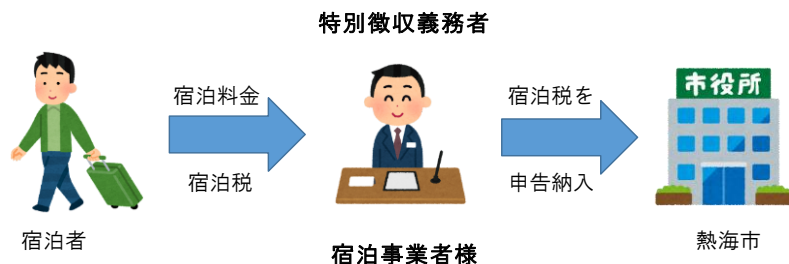 特別徴収義務者
市役所
宿泊料金
宿泊税を
宿泊税
申告納入
宿泊者
熱海市
宿泊事業者様